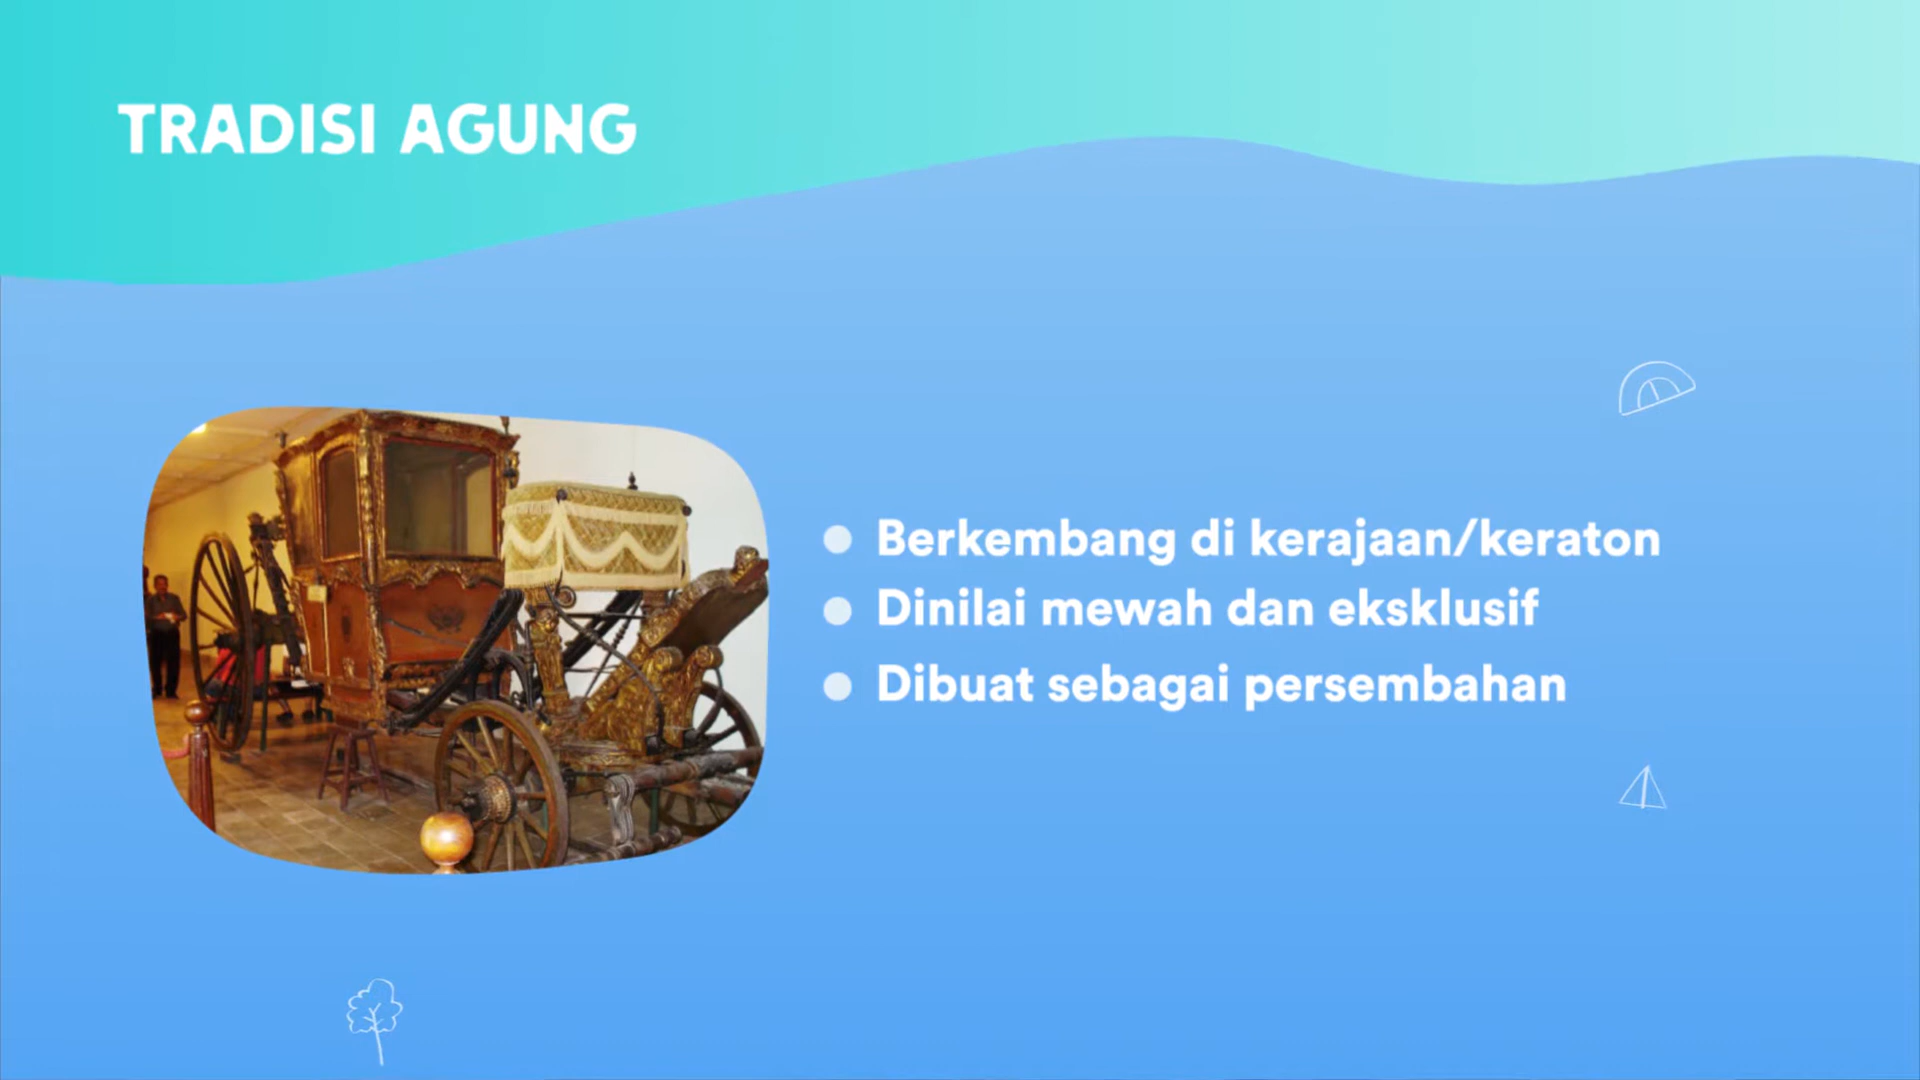 TRADISI AGUNG
Berkembang di kerajaan/keraton
Dinilai mewah dan eksklusif
Dibuat sebagai persembahan